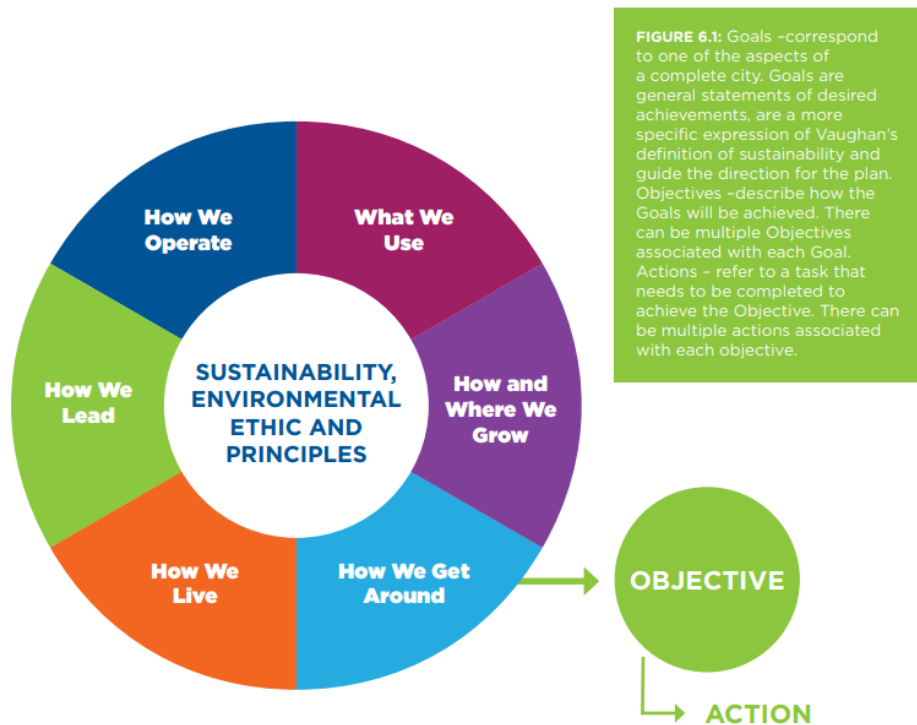 FIGURE 6.1: Goals –correspond
to one of the aspects of
a complete city. Goals are
general statements of desired
achievements, are a more
specific expression of Vaughan's
definition of sustainability and
guide the direction for the plan.
Objectives –describe how the
Goals will be achieved. There
can be multiple Objectives
associated with each Goal.
Actions – refer to a task that
needs to be completed to
achieve the Objective. There can
be multiple actions associated
with each objective.
How We
Operate
What We
Use
How We
Lead
SUSTAINABILITY,
ENVIRONMENTAL
ETHIC AND
PRINCIPLES
How and
Where We
Grow
How We
Live
How We Get
Around
OBJECTIVE
ACTION